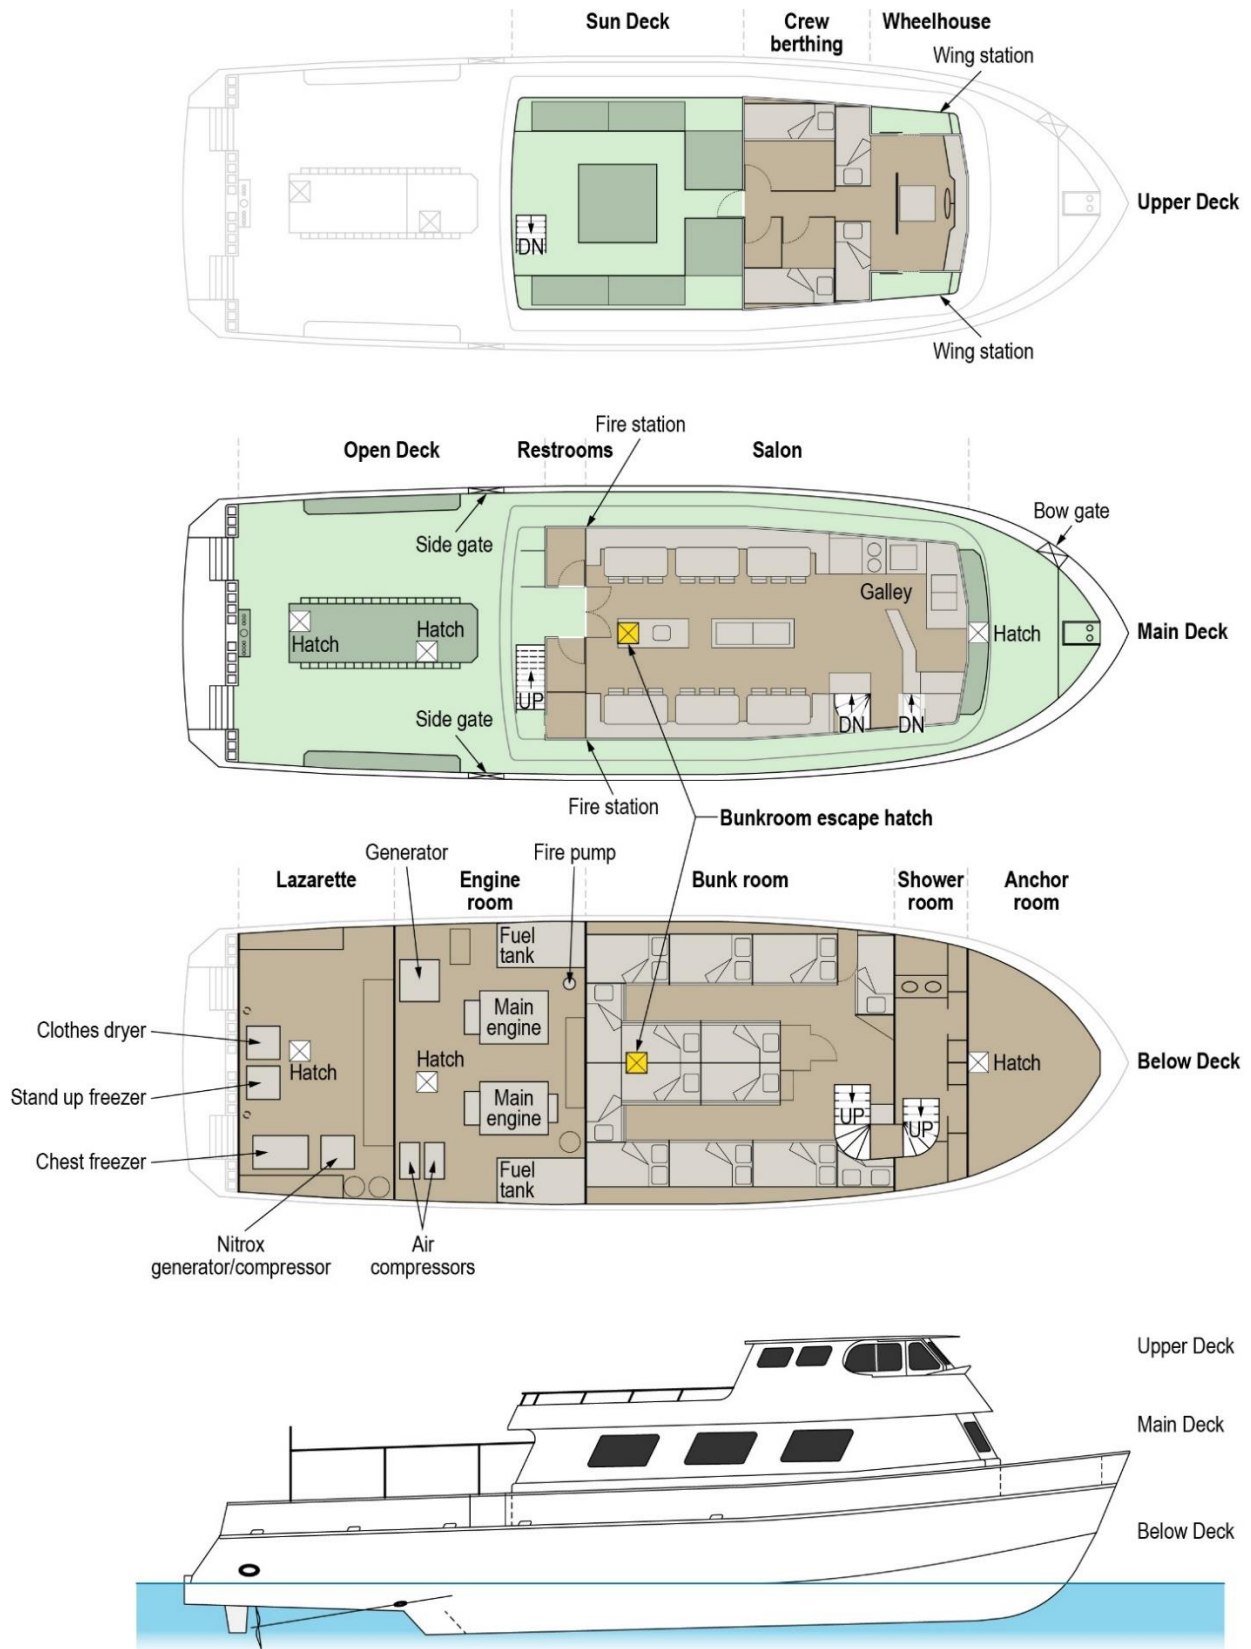 Sun Deck
Crew
berthing
Wheelhouse
Wing station
Upper Deck
DN
Wing station
Fire station
Open Deck
Restrooms
Salon
Bow gate
Side gate
Galley
Hatch
Hatch
Hatch
Main Deck
UP
DN
DN
Side gate
Fire station
Bunkroom escape hatch
Generator
Fire pump
Lazarette
Engine
room
Bunk room
Shower
room
Anchor
room
Fuel
tank
Main
engine
Clothes dryer
Hatch
Hatch
Hatch
Below Deck
Stand up freezer
Main
engine
UP
UP
Chest freezer
Fuel
tank
Nitrox
generator/compressor
Air
compressors
Upper Deck
Main Deck
Below Deck